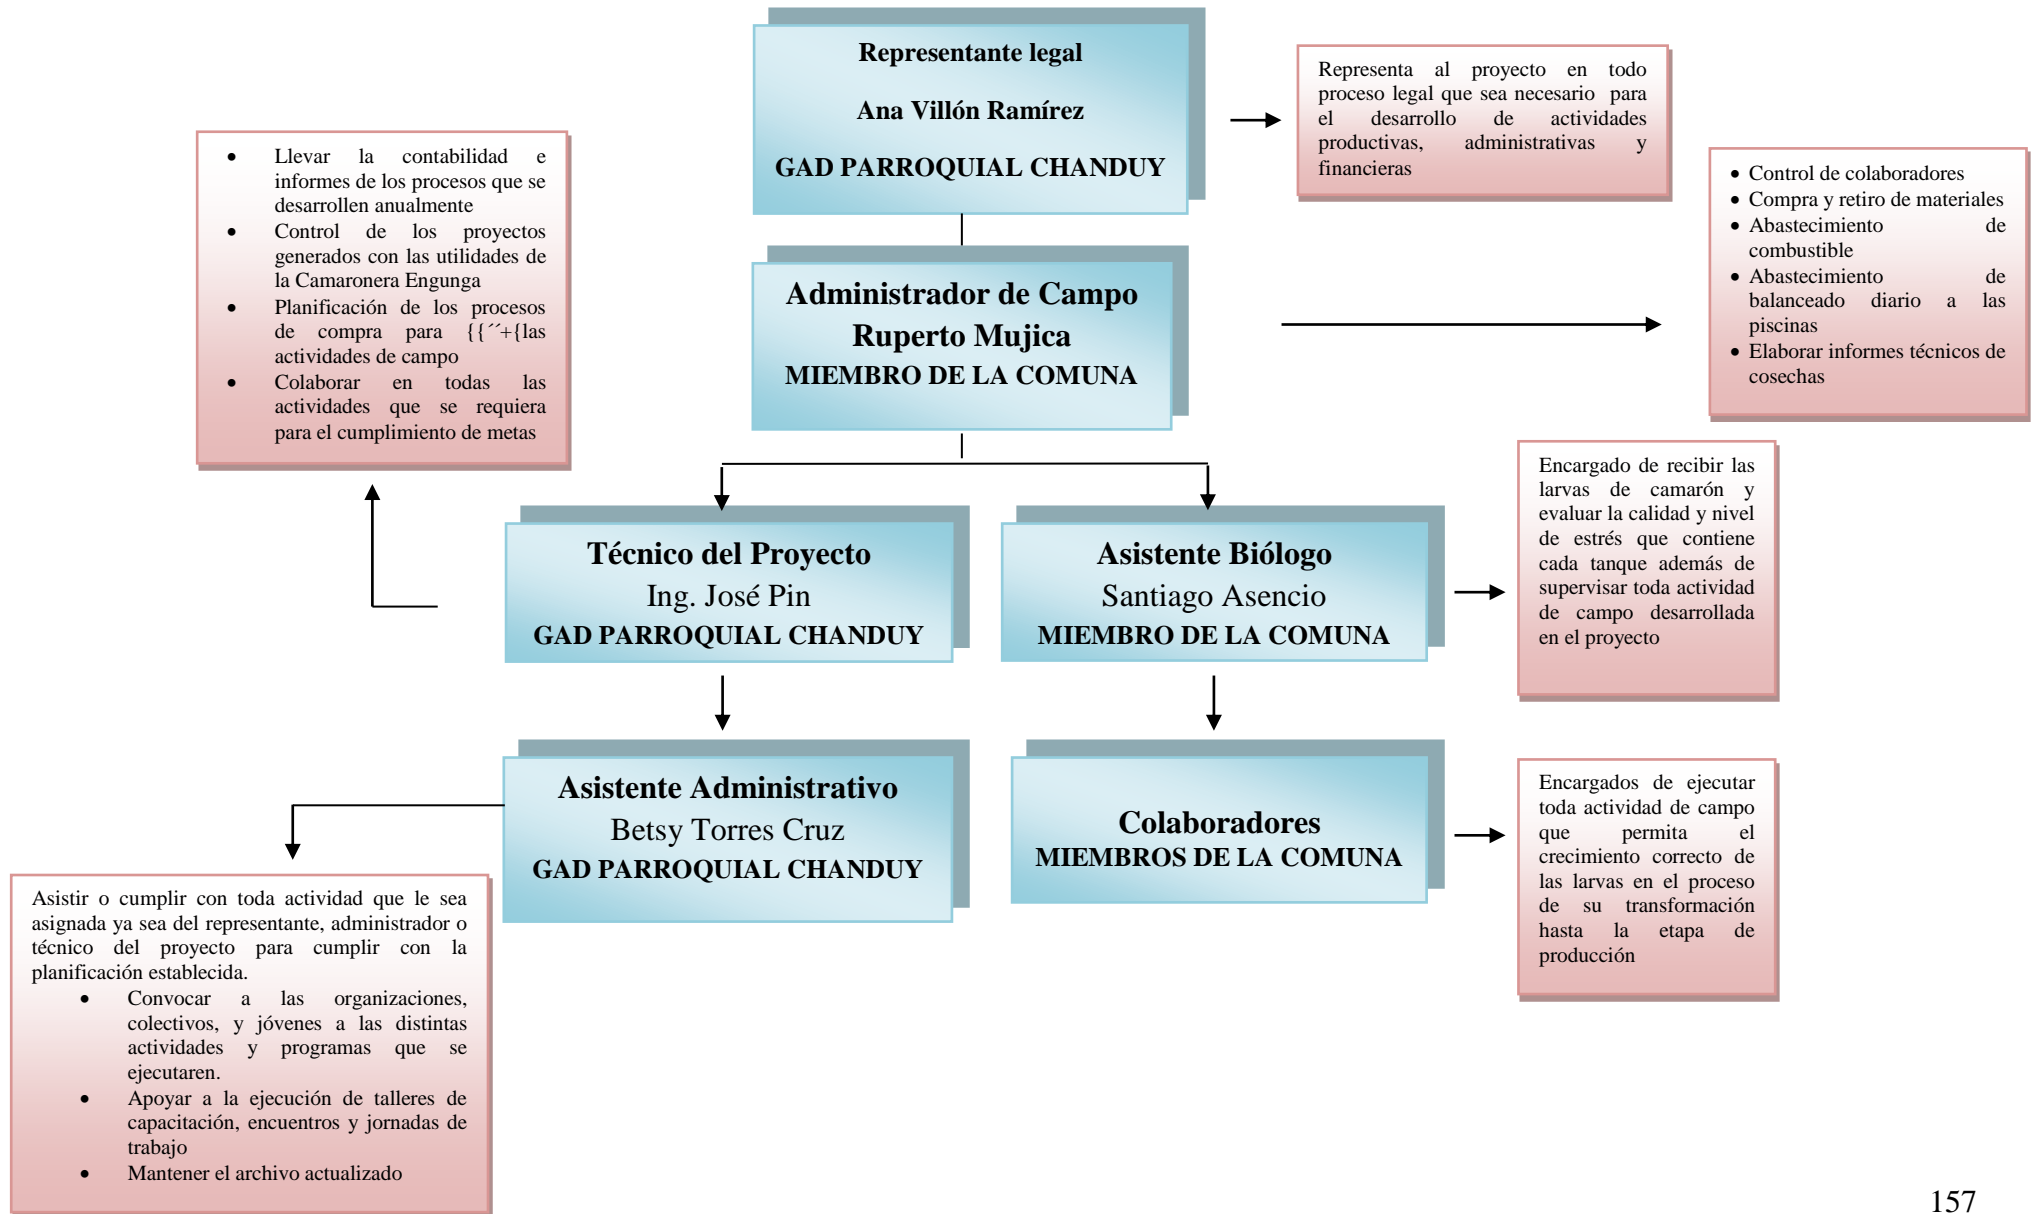 Representante legal
Ana Villón Ramírez
GAD PARROQUIAL CHANDUY
Representa al proyecto en todo
proceso legal que sea necesario para
el desarrollo de actividades
productivas, administrativas y
financieras
• Llevar la contabilidad e
informes de los procesos que se
desarrollen anualmente
• Control de los proyectos
generados con las utilidades de
la Camaronera Engunga
• Planificación de los procesos
de compra para {{´´+{las
actividades de campo
• Colaborar en todas las
actividades que se requiera
para el cumplimiento de metas
• Control de colaboradores
• Compra y retiro de materiales
• Abastecimiento de
combustible
• Abastecimiento de
balanceado diario a las
piscinas
• Elaborar informes técnicos de
cosechas
Administrador de Campo
Ruperto Mujica
MIEMBRO DE LA COMUNA
Técnico del Proyecto
Ing. José Pin
GAD PARROQUIAL CHANDUY
Asistente Biólogo
Santiago Asencio
MIEMBRO DE LA COMUNA
Encargado de recibir las
larvas de camarón y
evaluar la calidad y nivel
de estrés que contiene
cada tanque además de
supervisar toda actividad
de campo desarrollada
en el proyecto
Asistente Administrativo
Betsy Torres Cruz
GAD PARROQUIAL CHANDUY
Colaboradores
MIEMBROS DE LA COMUNA
Encargados de ejecutar
toda actividad de campo
que permita el
crecimiento correcto de
las larvas en el proceso
de su transformación
hasta la etapa de
producción
Asistir o cumplir con toda actividad que le sea
asignada ya sea del representante, administrador o
técnico del proyecto para cumplir con la
planificación establecida.
• Convocar a las organizaciones,
colectivos, y jóvenes a las distintas
actividades y programas que se
ejecutaren.
• Apoyar a la ejecución de talleres de
capacitación, encuentros y jornadas de
trabajo
• Mantener el archivo actualizado
157